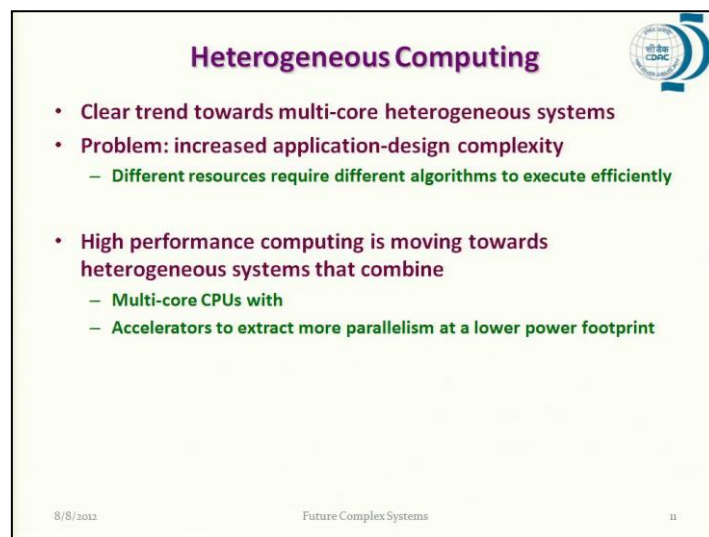 Heterogeneous Computing
सी डैक
CDAC
• Clear trend towards multi-core heterogeneous systems
• Problem: increased application-design complexity
– Different resources require different algorithms to execute efficiently
• High performance computing is moving towards
heterogeneous systems that combine
– Multi-core CPUs with
– Accelerators to extract more parallelism at a lower power footprint
8/8/2012 Future Complex Systems 11